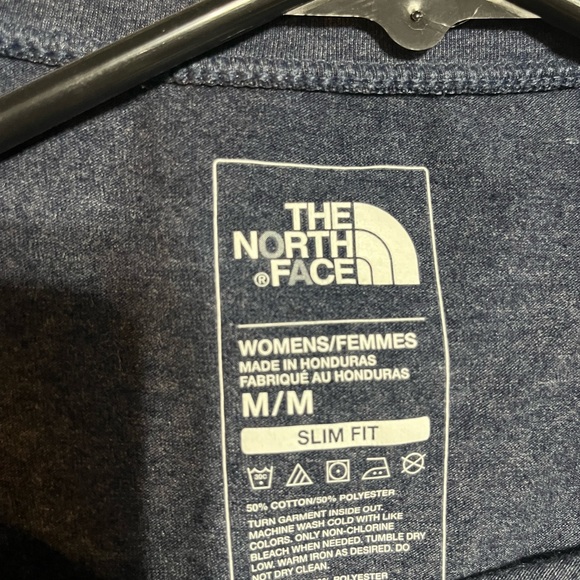 THE
NORTH
® FACE
WOMENS/FEMMES
MADE IN HONDURAS
FABRIQUÉ AU HONDURAS
M/M
SLIM FIT
30C
50% COTTON/50% POLYESTER
TURN GARMENT INSIDE OUT.
MACHINE WASH COLD WITH LIKE
COLORS. ONLY NON-CHLORINE
BLEACH WHEN NEEDED. TUMBLE DRY
LOW. WARM IRON AS DESIRED. DO
NOT DRY CLEAN.